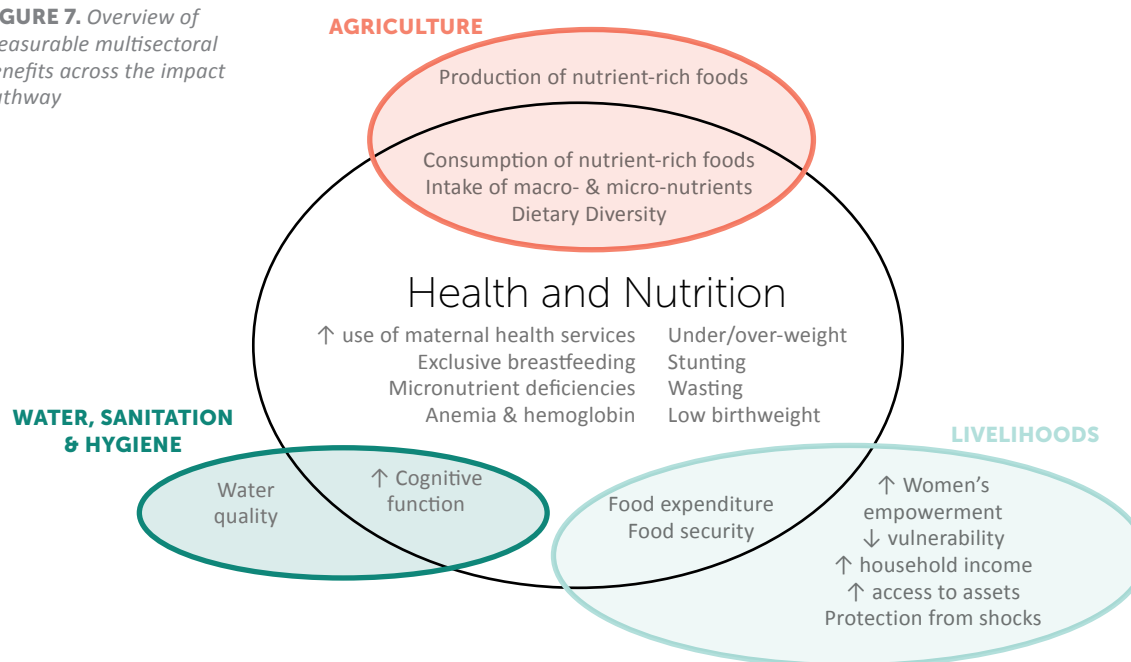 GURE 7. Overview of
easurable multisectoral
enefits across the impact
athway
AGRICULTURE
Production of nutrient-rich foods
Consumption of nutrient-rich foods
Intake of macro- & micro-nutrients
Dietary Diversity
Health and Nutrition
↑ use of maternal health services
Exclusive breastfeeding
Micronutrient deficiencies
Anemia & hemoglobin
Under/over-weight
Stunting
Wasting
Low birthweight
WATER, SANITATION
& HYGIENE
Water
quality
↑ Cognitive
function
LIVELIHOODS
Food expenditure
Food security
↑ Women's
empowerment
↓ vulnerability
↑ household income
↑ access to assets
Protection from shocks